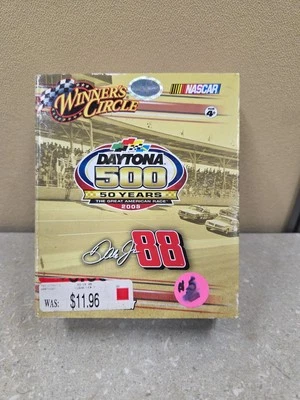 WINNER'S
CIRCLE
NASCAR
DAYTONA
500
50 YEARS
THE GREAT AMERICAN RACE
2008
Dale Jr.
88
WAS: $11.96